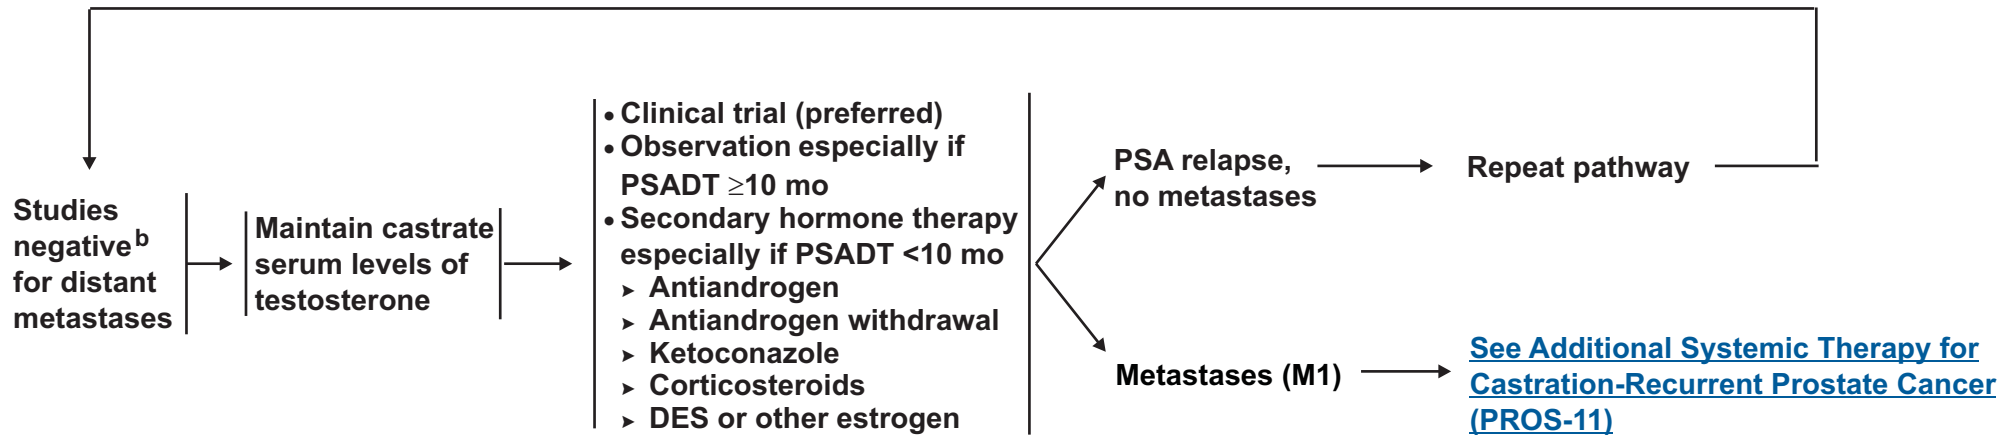 Studies
negative b
for distant
metastases
Maintain castrate
serum levels of
testosterone
• Clinical trial (preferred)
• Observation especially if
PSADT ≥10 mo
• Secondary hormone therapy
especially if PSADT <10 mo
➤ Antiandrogen
➤ Antiandrogen withdrawal
➤ Ketoconazole
➤ Corticosteroids
➤ DES or other estrogen
PSA relapse,
no metastases
Repeat pathway
Metastases (M1)
See Additional Systemic Therapy for
Castration-Recurrent Prostate Cancer
(PROS-11)